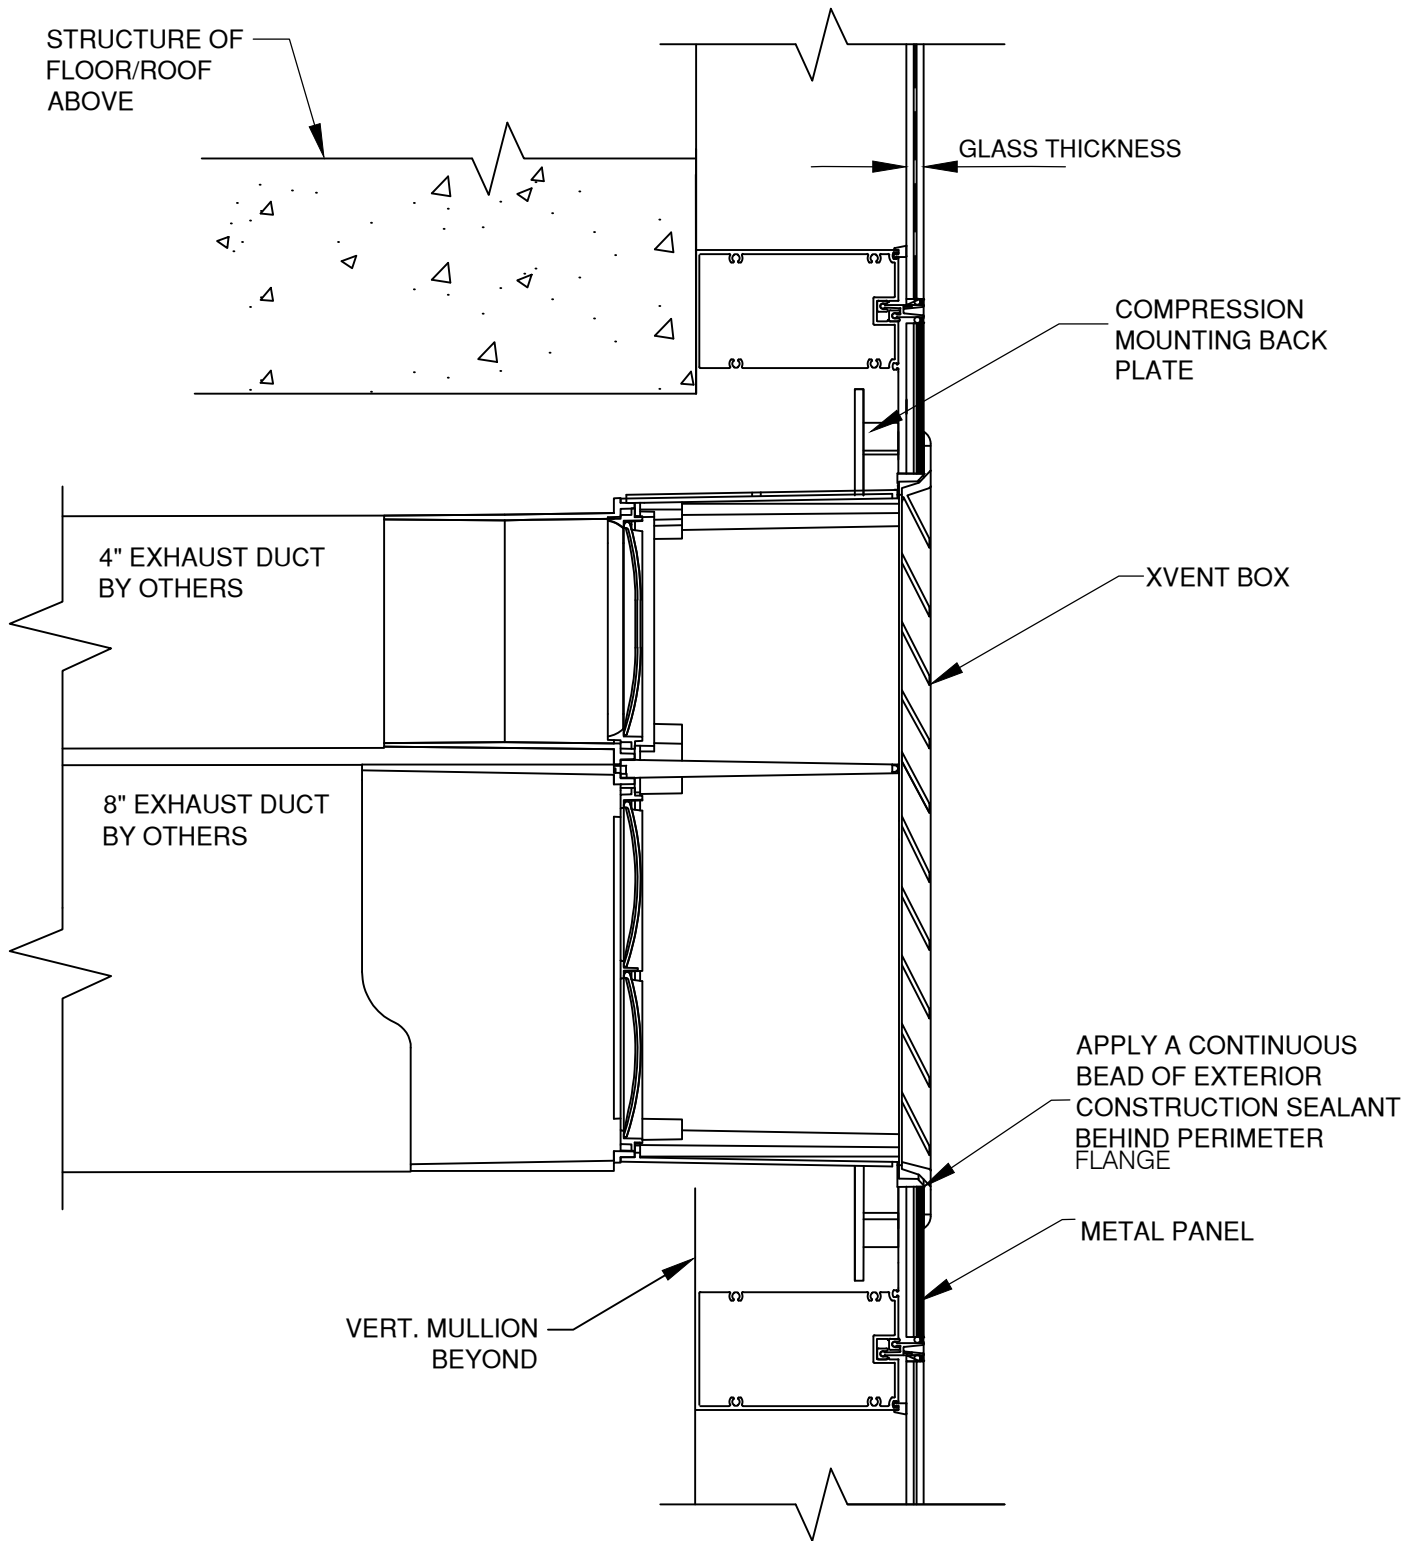 STRUCTURE OF
FLOOR/ROOF
ABOVE
GLASS THICKNESS
COMPRESSION
MOUNTING BACK
PLATE
4" EXHAUST DUCT
BY OTHERS
XVENT BOX
8" EXHAUST DUCT
BY OTHERS
APPLY A CONTINUOUS
BEAD OF EXTERIOR
CONSTRUCTION SEALANT
BEHIND PERIMETER
FLANGE
METAL PANEL
VERT. MULLION
BEYOND